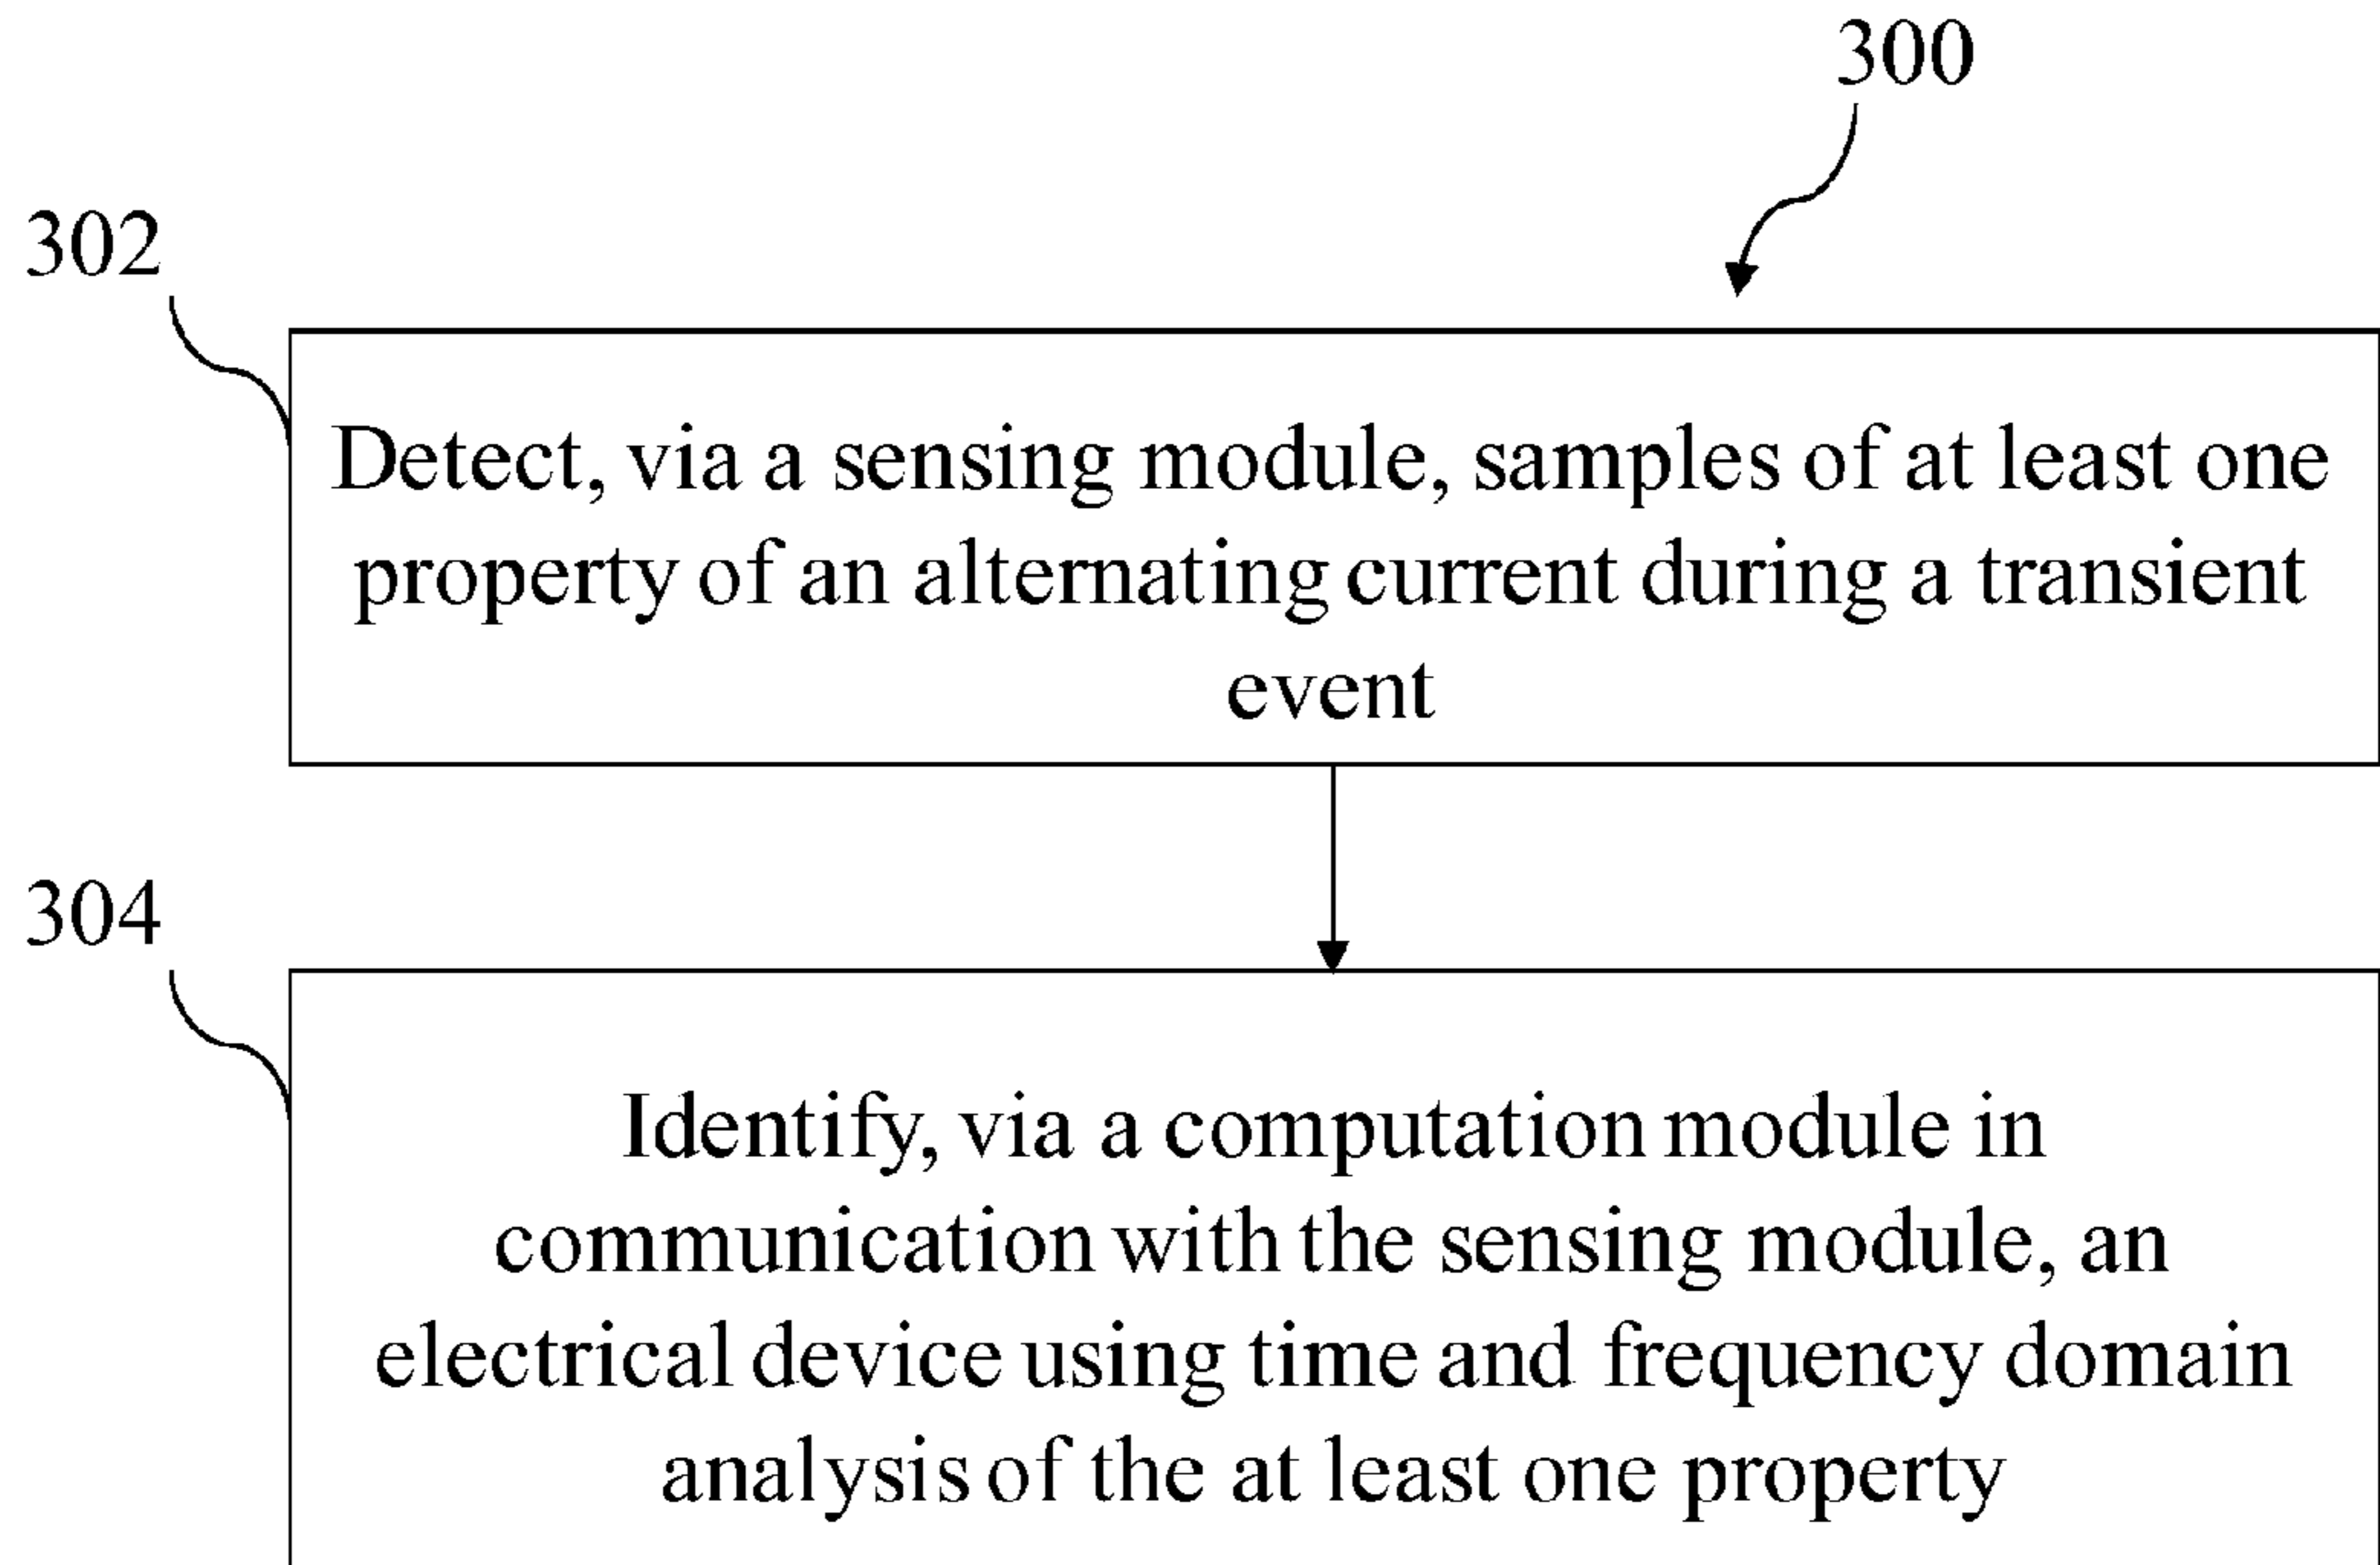 300
302
Detect, via a sensing module, samples of at least one
property of an alternating current during a transient
event
304
Identify, via a computation module in
communication with the sensing module, an
electrical device using time and frequency domain
analysis of the at least one property